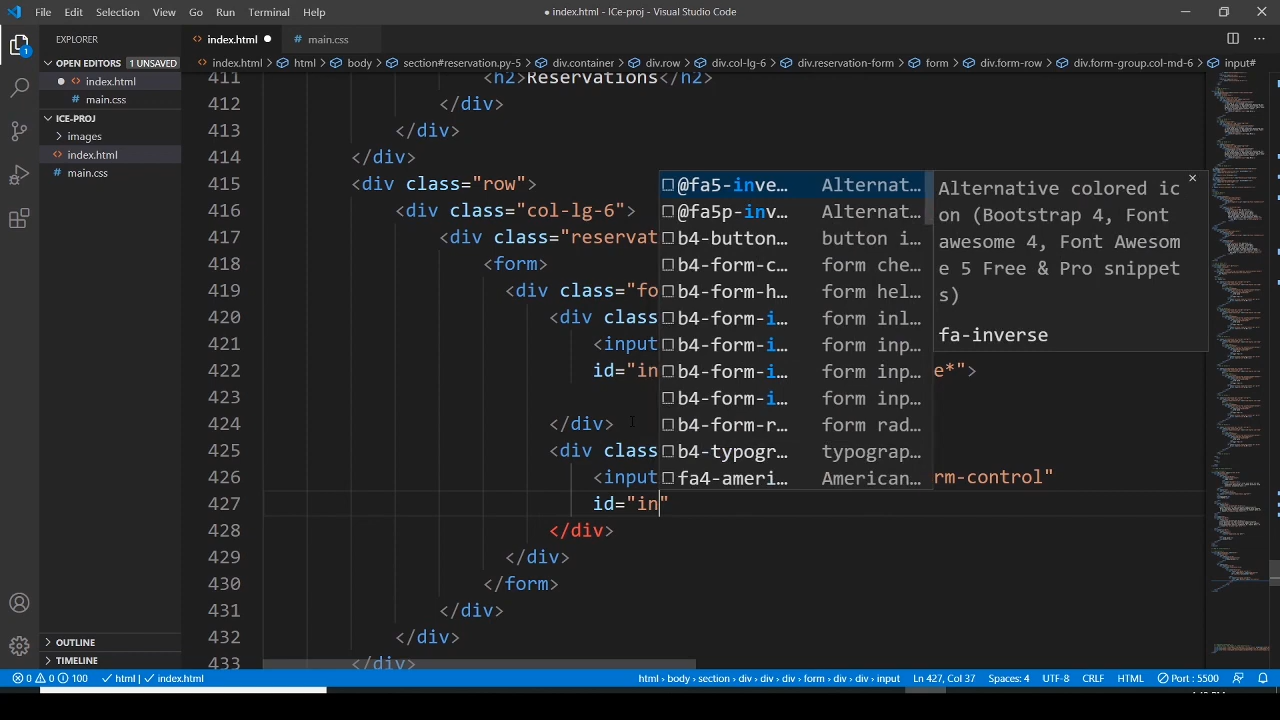 File Edit Selection View Go Run Terminal Help
● index.html - ICe-proj - Visual Studio Code
EXPLORER
index.html ●
main.css
OPEN EDITORS 1 UNSAVED
● index.html
main.css
ICE-PROJ
images
index.html
main.css
OUTLINE
TIMELINE
1
index.html > html > body > section#reservation.py-5 > div.container > div.row > div.col-lg-6 > div.reservation-form > form > div.form-row > div.form-group.col-md-6 > input#
411 <h2>Reservations</h2>
412 </div>
413 </div>
414 </div>
415 <div class="row">
416 <div class="col-lg-6">
417 <div class="reservat
418 <form>
419 <div class="fo
420 <div class
421 <input
422 id="in e*">
423
424 </div>
425 <div class
426 <input rm-control"
427 id="in"
428 </div>
429 </div>
430 </form>
431 </div>
432 </div>
433 </div>
@fa5-inve... Alternat...
@fa5p-inv... Alternat...
b4-button... button i...
b4-form-c... form che...
b4-form-h... form hel...
b4-form-i... form inl...
b4-form-i... form inp...
b4-form-i... form inp...
b4-form-i... form inp...
b4-form-r... form rad...
b4-typogr... typograp...
fa4-ameri... American...
Alternative colored ic
on (Bootstrap 4, Font
awesome 4, Font Awesom
e 5 Free & Pro snippet
s)
fa-inverse
0 0 100 html | index.html
html › body › section › div › div › div › form › div › div › input Ln 427, Col 37 Spaces: 4 UTF-8 CRLF HTML Port : 5500